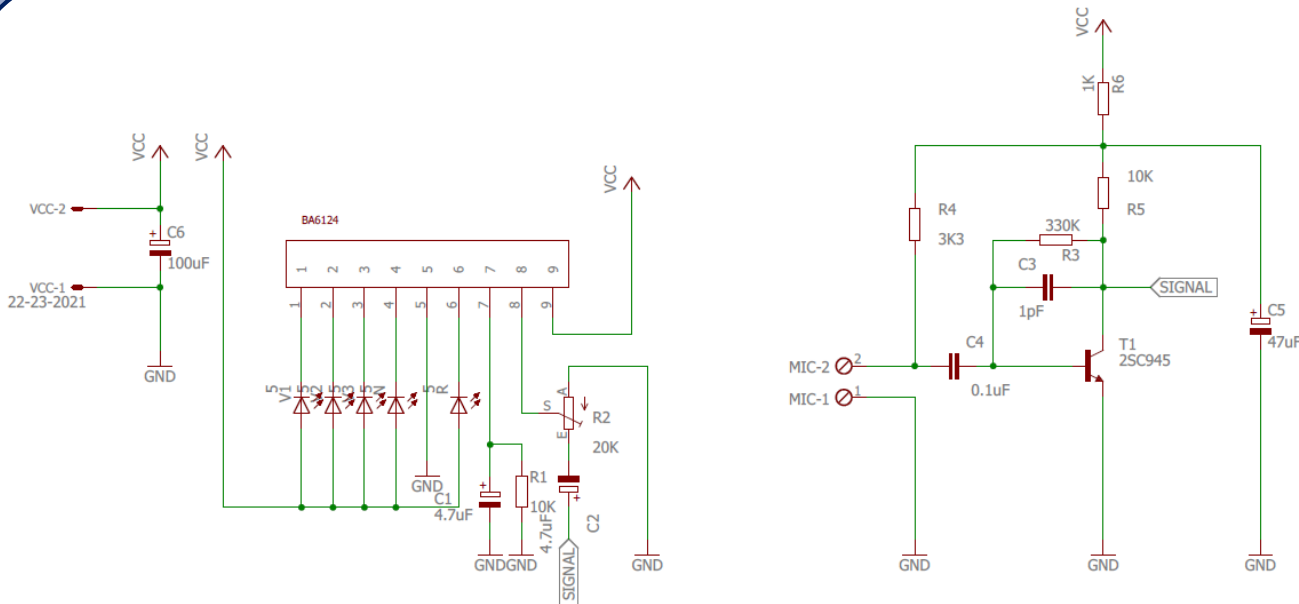 VCC
VCC
VCC-2
C6
100uF
VCC-1
22-23-2021
GND
BA6124
1 2 3 4 5 6 7 8 9
1 2 3 4 5 6 7 8 9
VCC
5 V1
5 V2
5 V3
5 N
5 R
GND
C1
4.7uF
R1
10K
A
S
E
R2
20K
4.7uF
C2
SIGNAL
GND
GND
GND
VCC
1K
R6
10K
R5
R4
3K3
330K
R3
C3
1pF
SIGNAL
C4
0.1uF
T1
2SC945
C5
47uF
MIC-2
2
MIC-1
1
GND
GND
GND